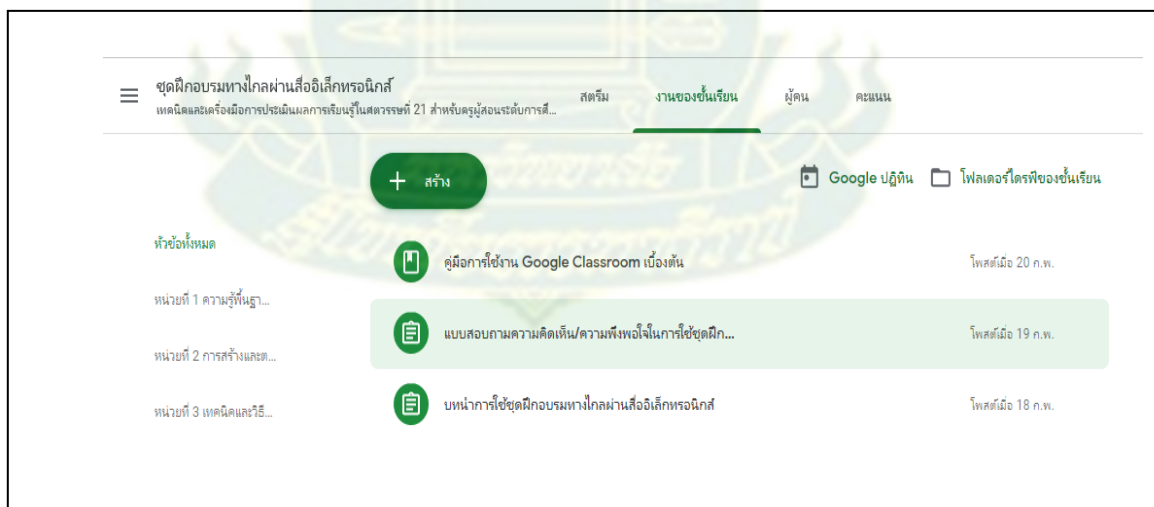 ชุดฝึกอบรมทางไกลผ่านสื่ออิเล็กทรอนิกส์
เทคนิคและเครื่องมือการประเมินผลการเรียนรู้ในศตวรรษที่ 21 สำหรับครูผู้สอนระดับการศึ...
สตรีม งานของชั้นเรียน ผู้คน คะแนน
+ สร้าง
Google ปฏิทิน โฟลเดอร์ไดรฟ์ของชั้นเรียน
หัวข้อทั้งหมด
หน่วยที่ 1 ความรู้พื้นฐา...
หน่วยที่ 2 การสร้างและต...
หน่วยที่ 3 เทคนิคและวิธี...
คู่มือการใช้งาน Google Classroom เบื้องต้น โพสต์เมื่อ 20 ก.พ.
แบบสอบถามความคิดเห็น/ความพึงพอใจในการใช้ชุดฝึก... โพสต์เมื่อ 19 ก.พ.
บทนำการใช้ชุดฝึกอบรมทางไกลผ่านสื่ออิเล็กทรอนิกส์ โพสต์เมื่อ 18 ก.พ.